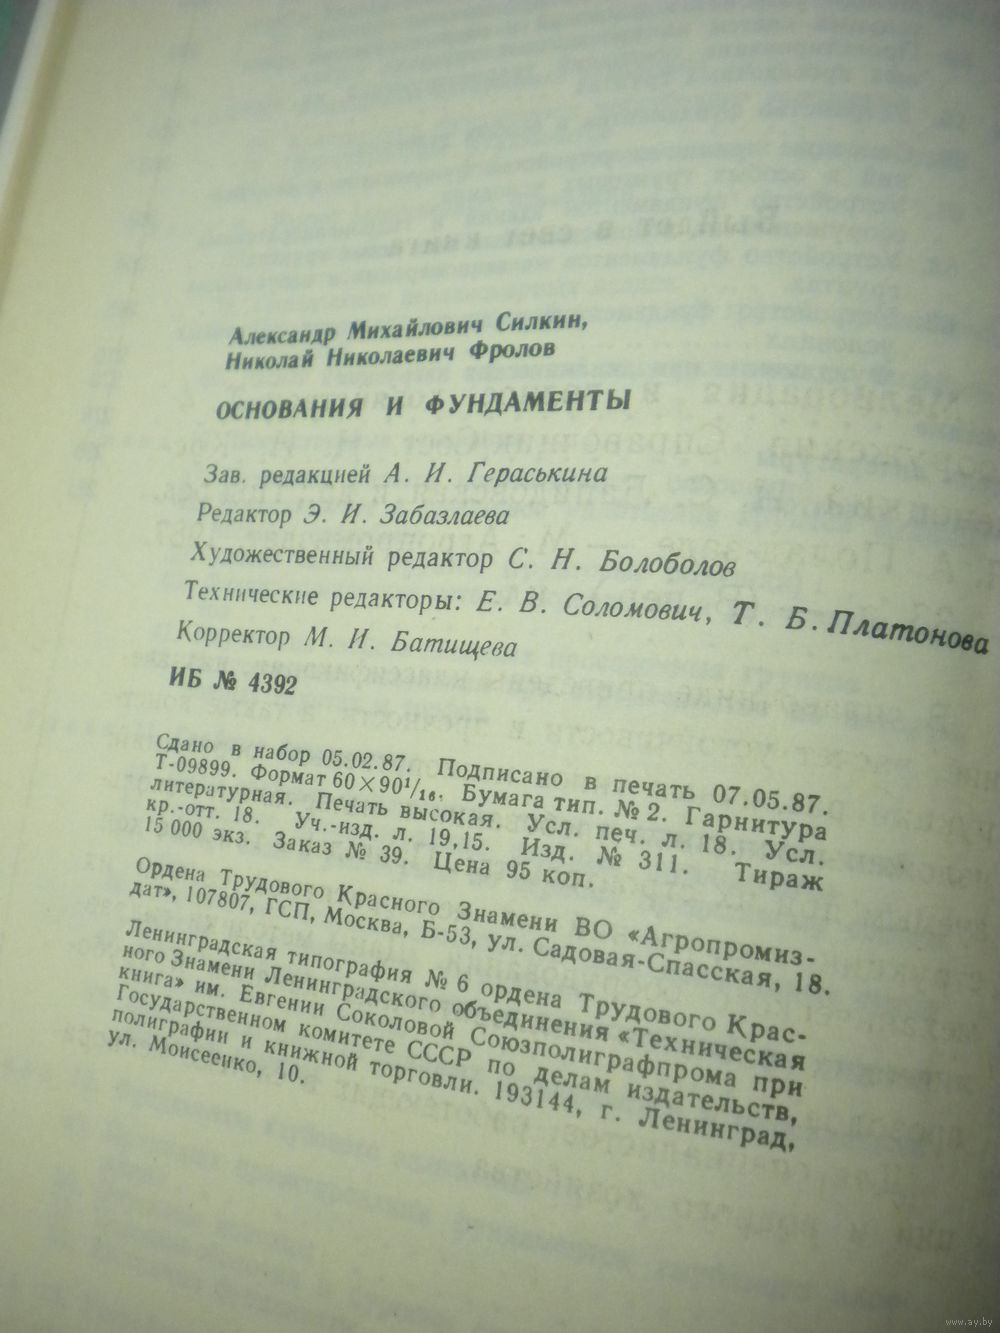 Александр Михайлович Силкин,
Николай Николаевич Фролов
ОСНОВАНИЯ И ФУНДАМЕНТЫ
Зав. редакцией А. И. Гераськина
Редактор Э. И. Забазлаева
Художественный редактор С. Н. Болоболов
Технические редакторы: Е. В. Соломович, Т. Б. Платонова
Корректор М. И. Батищева
ИБ № 4392
Сдано в набор 05.02.87. Подписано в печать 07.05.87.
Т-09899. Формат 60×90¹/₁₆. Бумага тип. № 2. Гарнитура
литературная. Печать высокая. Усл. печ. л. 18. Усл.
кр.-отт. 18. Уч.-изд. л. 19,15. Изд. № 311. Тираж
15 000 экз. Заказ № 39. Цена 95 коп.
Ордена Трудового Красного Знамени ВО «Агропромиз-
дат», 107807, ГСП, Москва, Б-53, ул. Садовая-Спасская, 18.
Ленинградская типография № 6 ордена Трудового Крас-
ного Знамени Ленинградского объединения «Техническая
книга» им. Евгении Соколовой Союзполиграфпрома при
Государственном комитете СССР по делам издательств,
полиграфии и книжной торговли. 193144, г. Ленинград,
ул. Моисеенко, 10.
www.ay.by